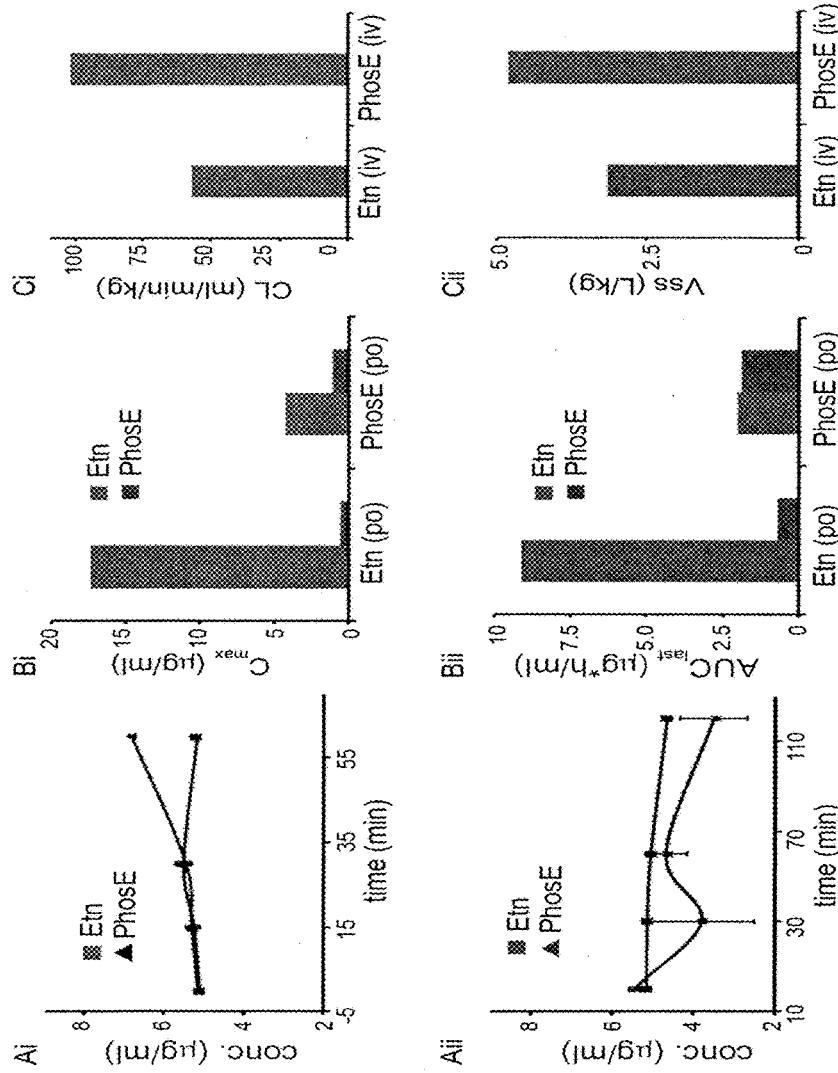 Ai
conc. (µg/ml)
8
6
4
2
Etn
PhosE
-5
15
35
55
time (min)
Bi
C max (µg/ml)
20
15
10
5
0
Etn
PhosE
Etn (po)
PhosE (po)
Ci
CL (ml/min/kg)
100
75
50
25
0
Etn (iv)
PhosE (iv)
Aii
conc. (µg/ml)
8
6
4
2
Etn
PhosE
10
30
70
110
time (min)
Bii
AUC last (µg*h/ml)
10
7.5
5.0
2.5
0
Etn
PhosE
Etn (po)
PhosE (po)
Cii
Vss (L/kg)
5.0
2.5
0
Etn (iv)
PhosE (iv)